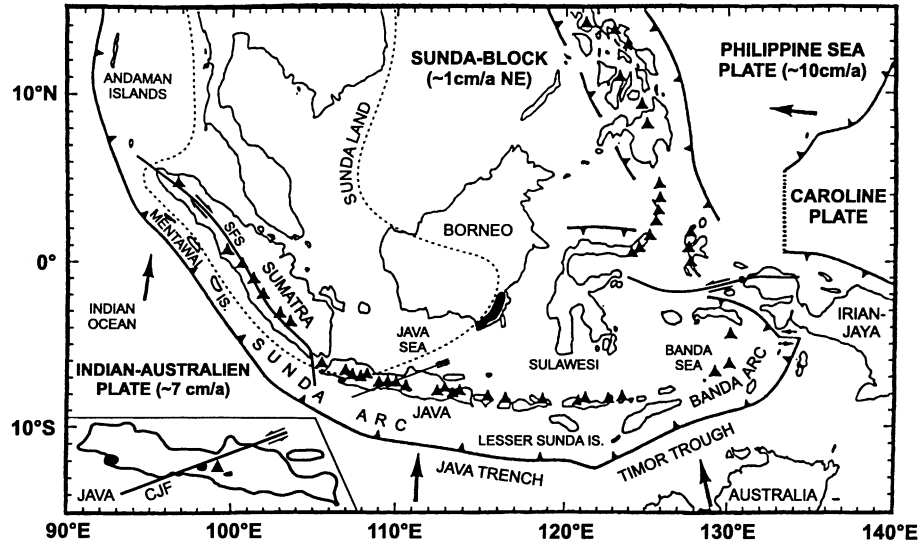 SUNDA-BLOCK
(~1cm/a NE)
PHILIPPINE SEA
PLATE (~10cm/a)
ANDAMAN
ISLANDS
10°N
SUNDA LAND
CAROLINE
PLATE
BORNEO
SFS
MENTAWAI IS.
SUMATRA
0°
INDIAN
OCEAN
JAVA
SEA
IRIAN-
JAYA
SULAWESI
BANDA
SEA
INDIAN-AUSTRALIEN
PLATE (~7 cm/a)
SUNDA ARC
JAVA
BANDA ARC
10°S
LESSER SUNDA IS.
JAVA TRENCH
TIMOR TROUGH
JAVA
CJF
AUSTRALIA
90°E
100°E
110°E
120°E
130°E
140°E